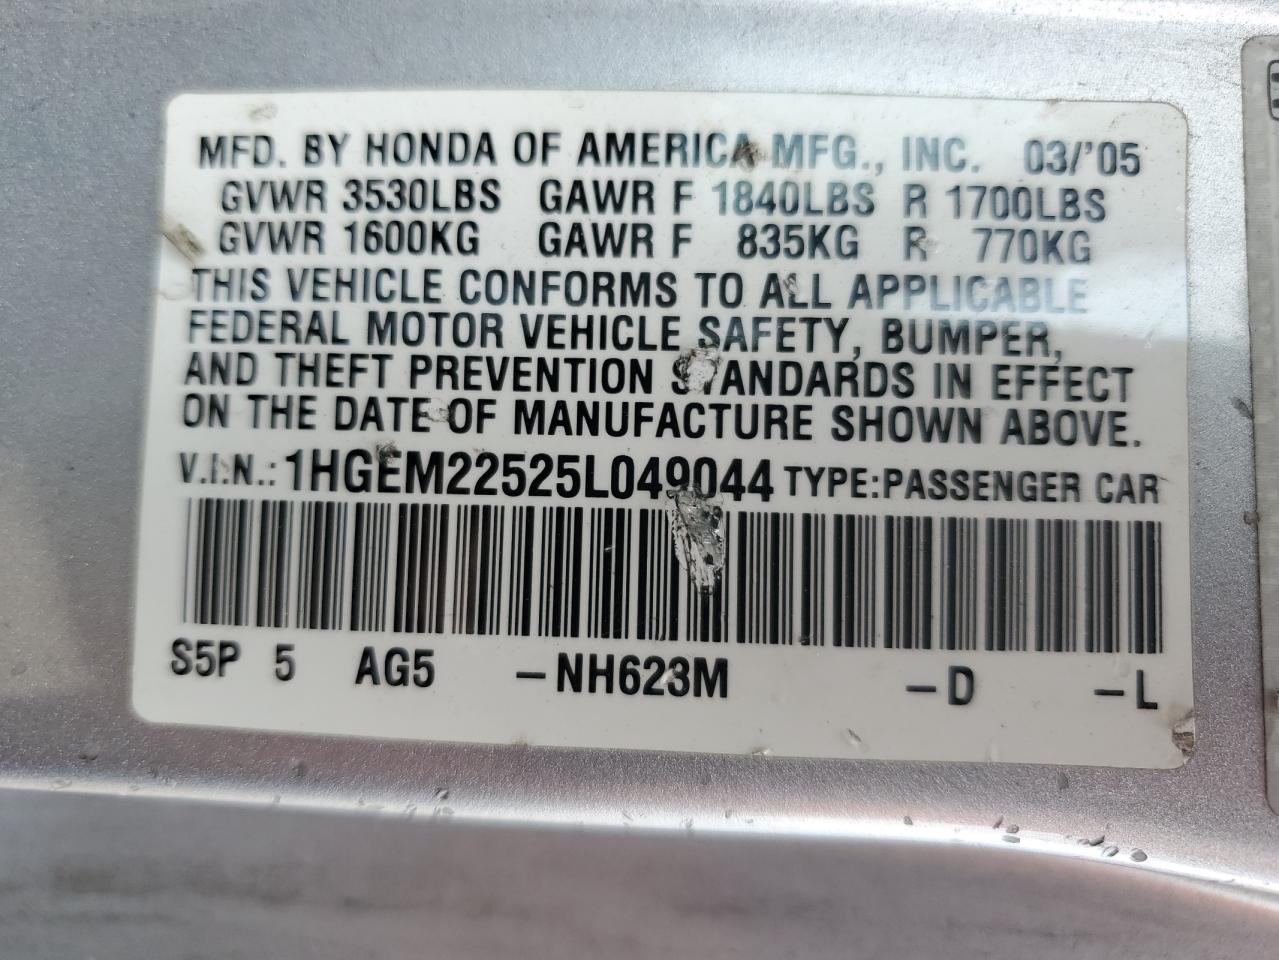 MFD. BY HONDA OF AMERICA MFG., INC. 03/'05
GVWR 3530LBS GAWR F 1840LBS R 1700LBS
GVWR 1600KG GAWR F 835KG R 770KG
THIS VEHICLE CONFORMS TO ALL APPLICABLE
FEDERAL MOTOR VEHICLE SAFETY, BUMPER,
AND THEFT PREVENTION STANDARDS IN EFFECT
ON THE DATE OF MANUFACTURE SHOWN ABOVE.
V.I.N.: 1HGEM22525L049044 TYPE:PASSENGER CAR
S5P 5 AG5 –NH623M –D –L